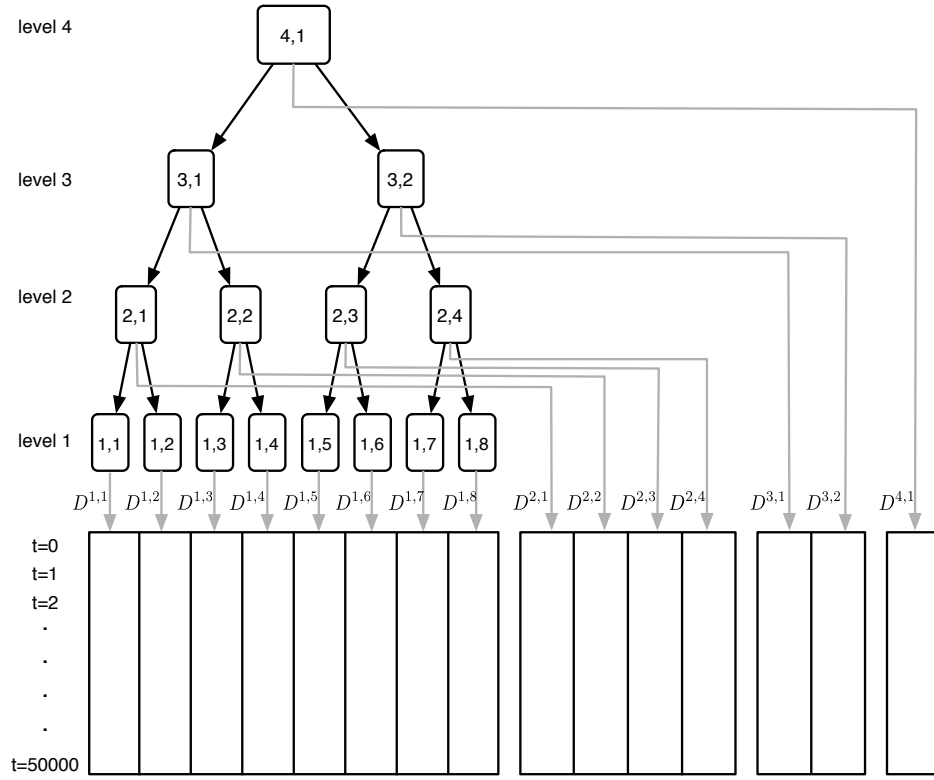 level 4
4,1
level 3
3,1 3,2
level 2
2,1 2,2 2,3 2,4
level 1
1,1 1,2 1,3 1,4 1,5 1,6 1,7 1,8
D^{1,1} D^{1,2} D^{1,3} D^{1,4} D^{1,5} D^{1,6} D^{1,7} D^{1,8} D^{2,1} D^{2,2} D^{2,3} D^{2,4} D^{3,1} D^{3,2} D^{4,1}
t=0
t=1
t=2
.
.
.
.
t=50000